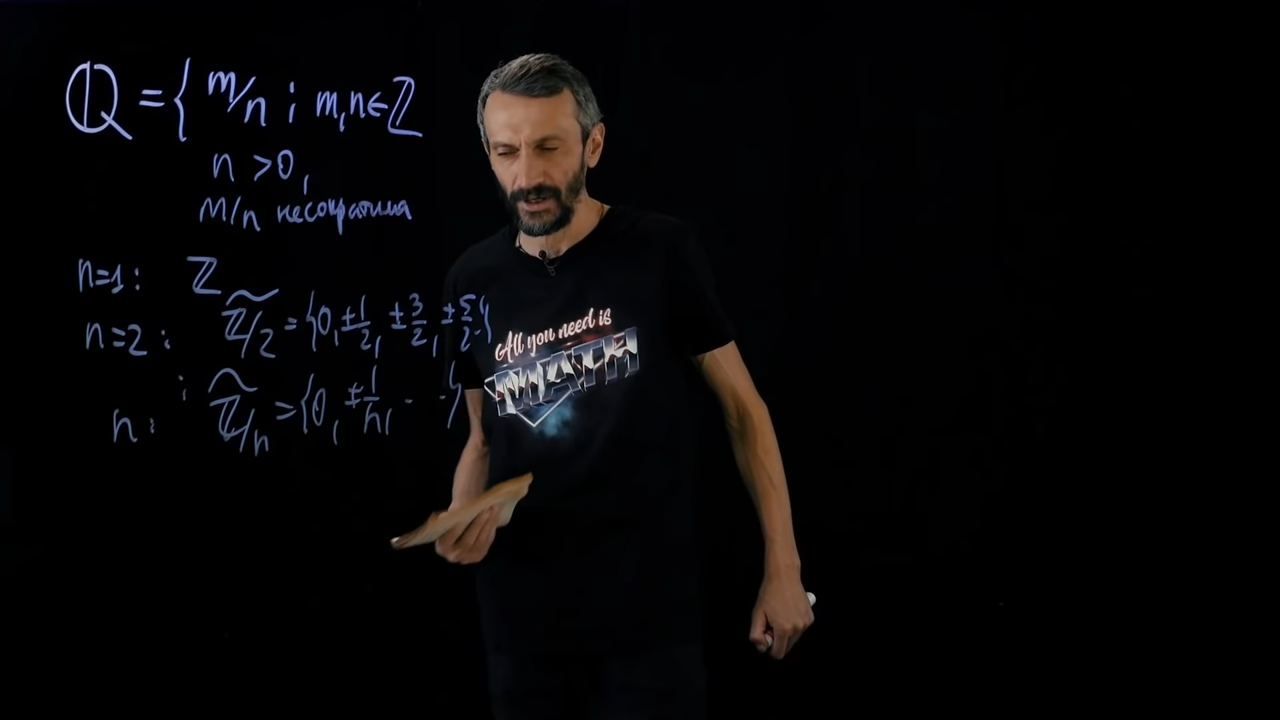 ℚ = { m/n ; m,n∈ℤ
n > 0,
m/n несократима
n=1: ℤ
n=2: ℤ̃/2 = {0, ±1/2, ±3/2, ±5/2..}
⋮
n: ℤ̃/n = {0, ±1/n, . . }
All you need is
MATH